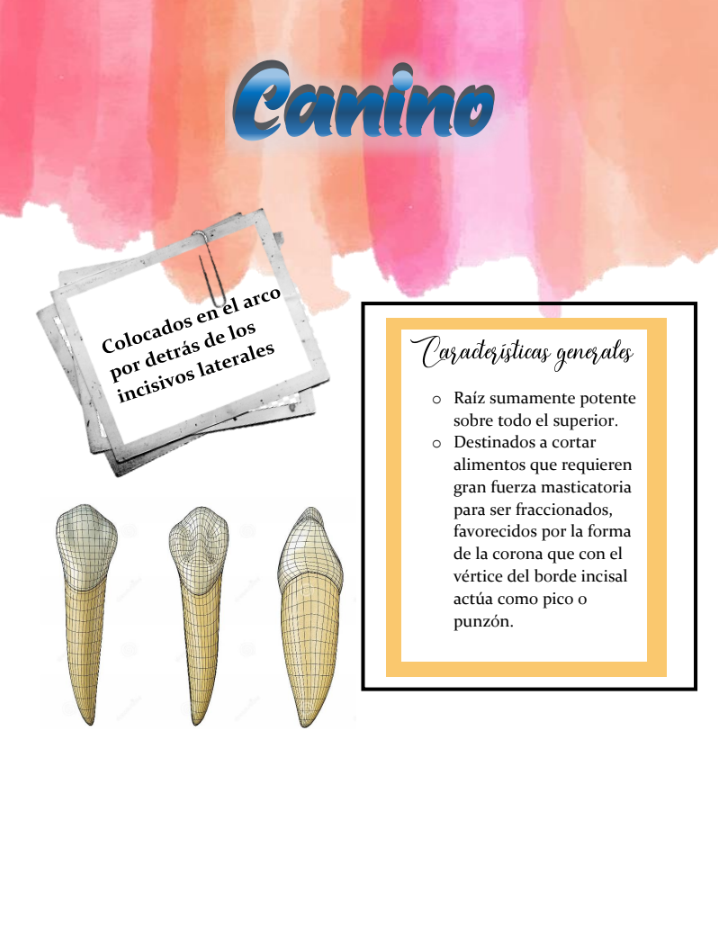 Canino
Colocados en el arco
por detrás de los
incisivos laterales
Características generales
o Raíz sumamente potente
sobre todo el superior.
o Destinados a cortar
alimentos que requieren
gran fuerza masticatoria
para ser fraccionados,
favorecidos por la forma
de la corona que con el
vértice del borde incisal
actúa como pico o
punzón.